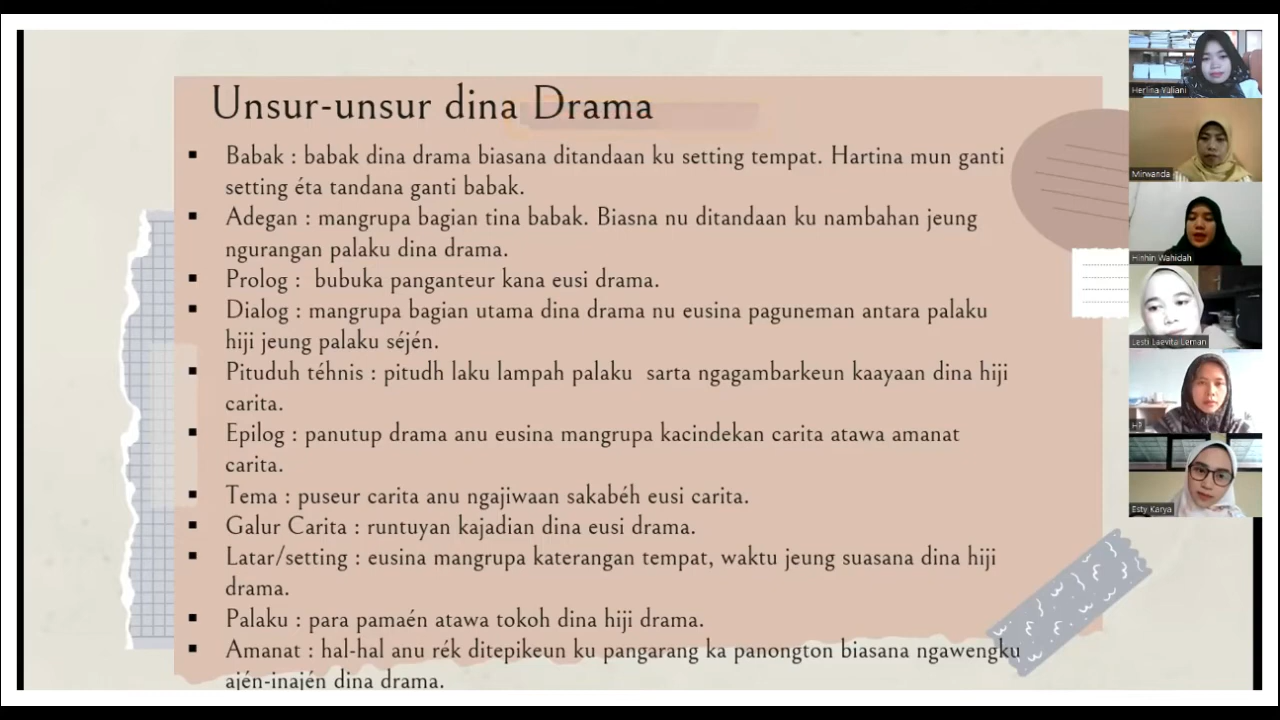 Unsur-unsur dina Drama
▪ Babak : babak dina drama biasana ditandaan ku setting tempat. Hartina mun ganti
setting éta tandana ganti babak.
▪ Adegan : mangrupa bagian tina babak. Biasna nu ditandaan ku nambahan jeung
ngurangan palaku dina drama.
▪ Prolog : bubuka panganteur kana eusi drama.
▪ Dialog : mangrupa bagian utama dina drama nu eusina paguneman antara palaku
hiji jeung palaku séjén.
▪ Pituduh téhnis : pitudh laku lampah palaku sarta ngagambarkeun kaayaan dina hiji
carita.
▪ Epilog : panutup drama anu eusina mangrupa kacindekan carita atawa amanat
carita.
▪ Tema : puseur carita anu ngajiwaan sakabéh eusi carita.
▪ Galur Carita : runtuyan kajadian dina eusi drama.
▪ Latar/setting : eusina mangrupa katerangan tempat, waktu jeung suasana dina hiji
drama.
▪ Palaku : para pamaén atawa tokoh dina hiji drama.
▪ Amanat : hal-hal anu rék ditepikeun ku pangarang ka panongton biasana ngawengku
ajén-inajén dina drama.
Herlina Yuliani
Mirwanda
Hinhin Wahidah
Lesti Laevita Leman
HP
Esty Karya